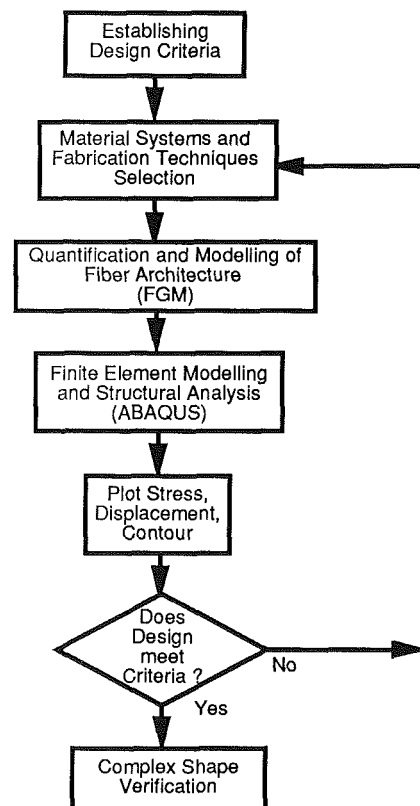 Establishing
Design Criteria
Material Systems and
Fabrication Techniques
Selection
Quantification and Modelling of
Fiber Architecture
(FGM)
Finite Element Modelling
and Structural Analysis
(ABAQUS)
Plot Stress,
Displacement,
Contour
Does
Design
meet
Criteria ?
No
Yes
Complex Shape
Verification